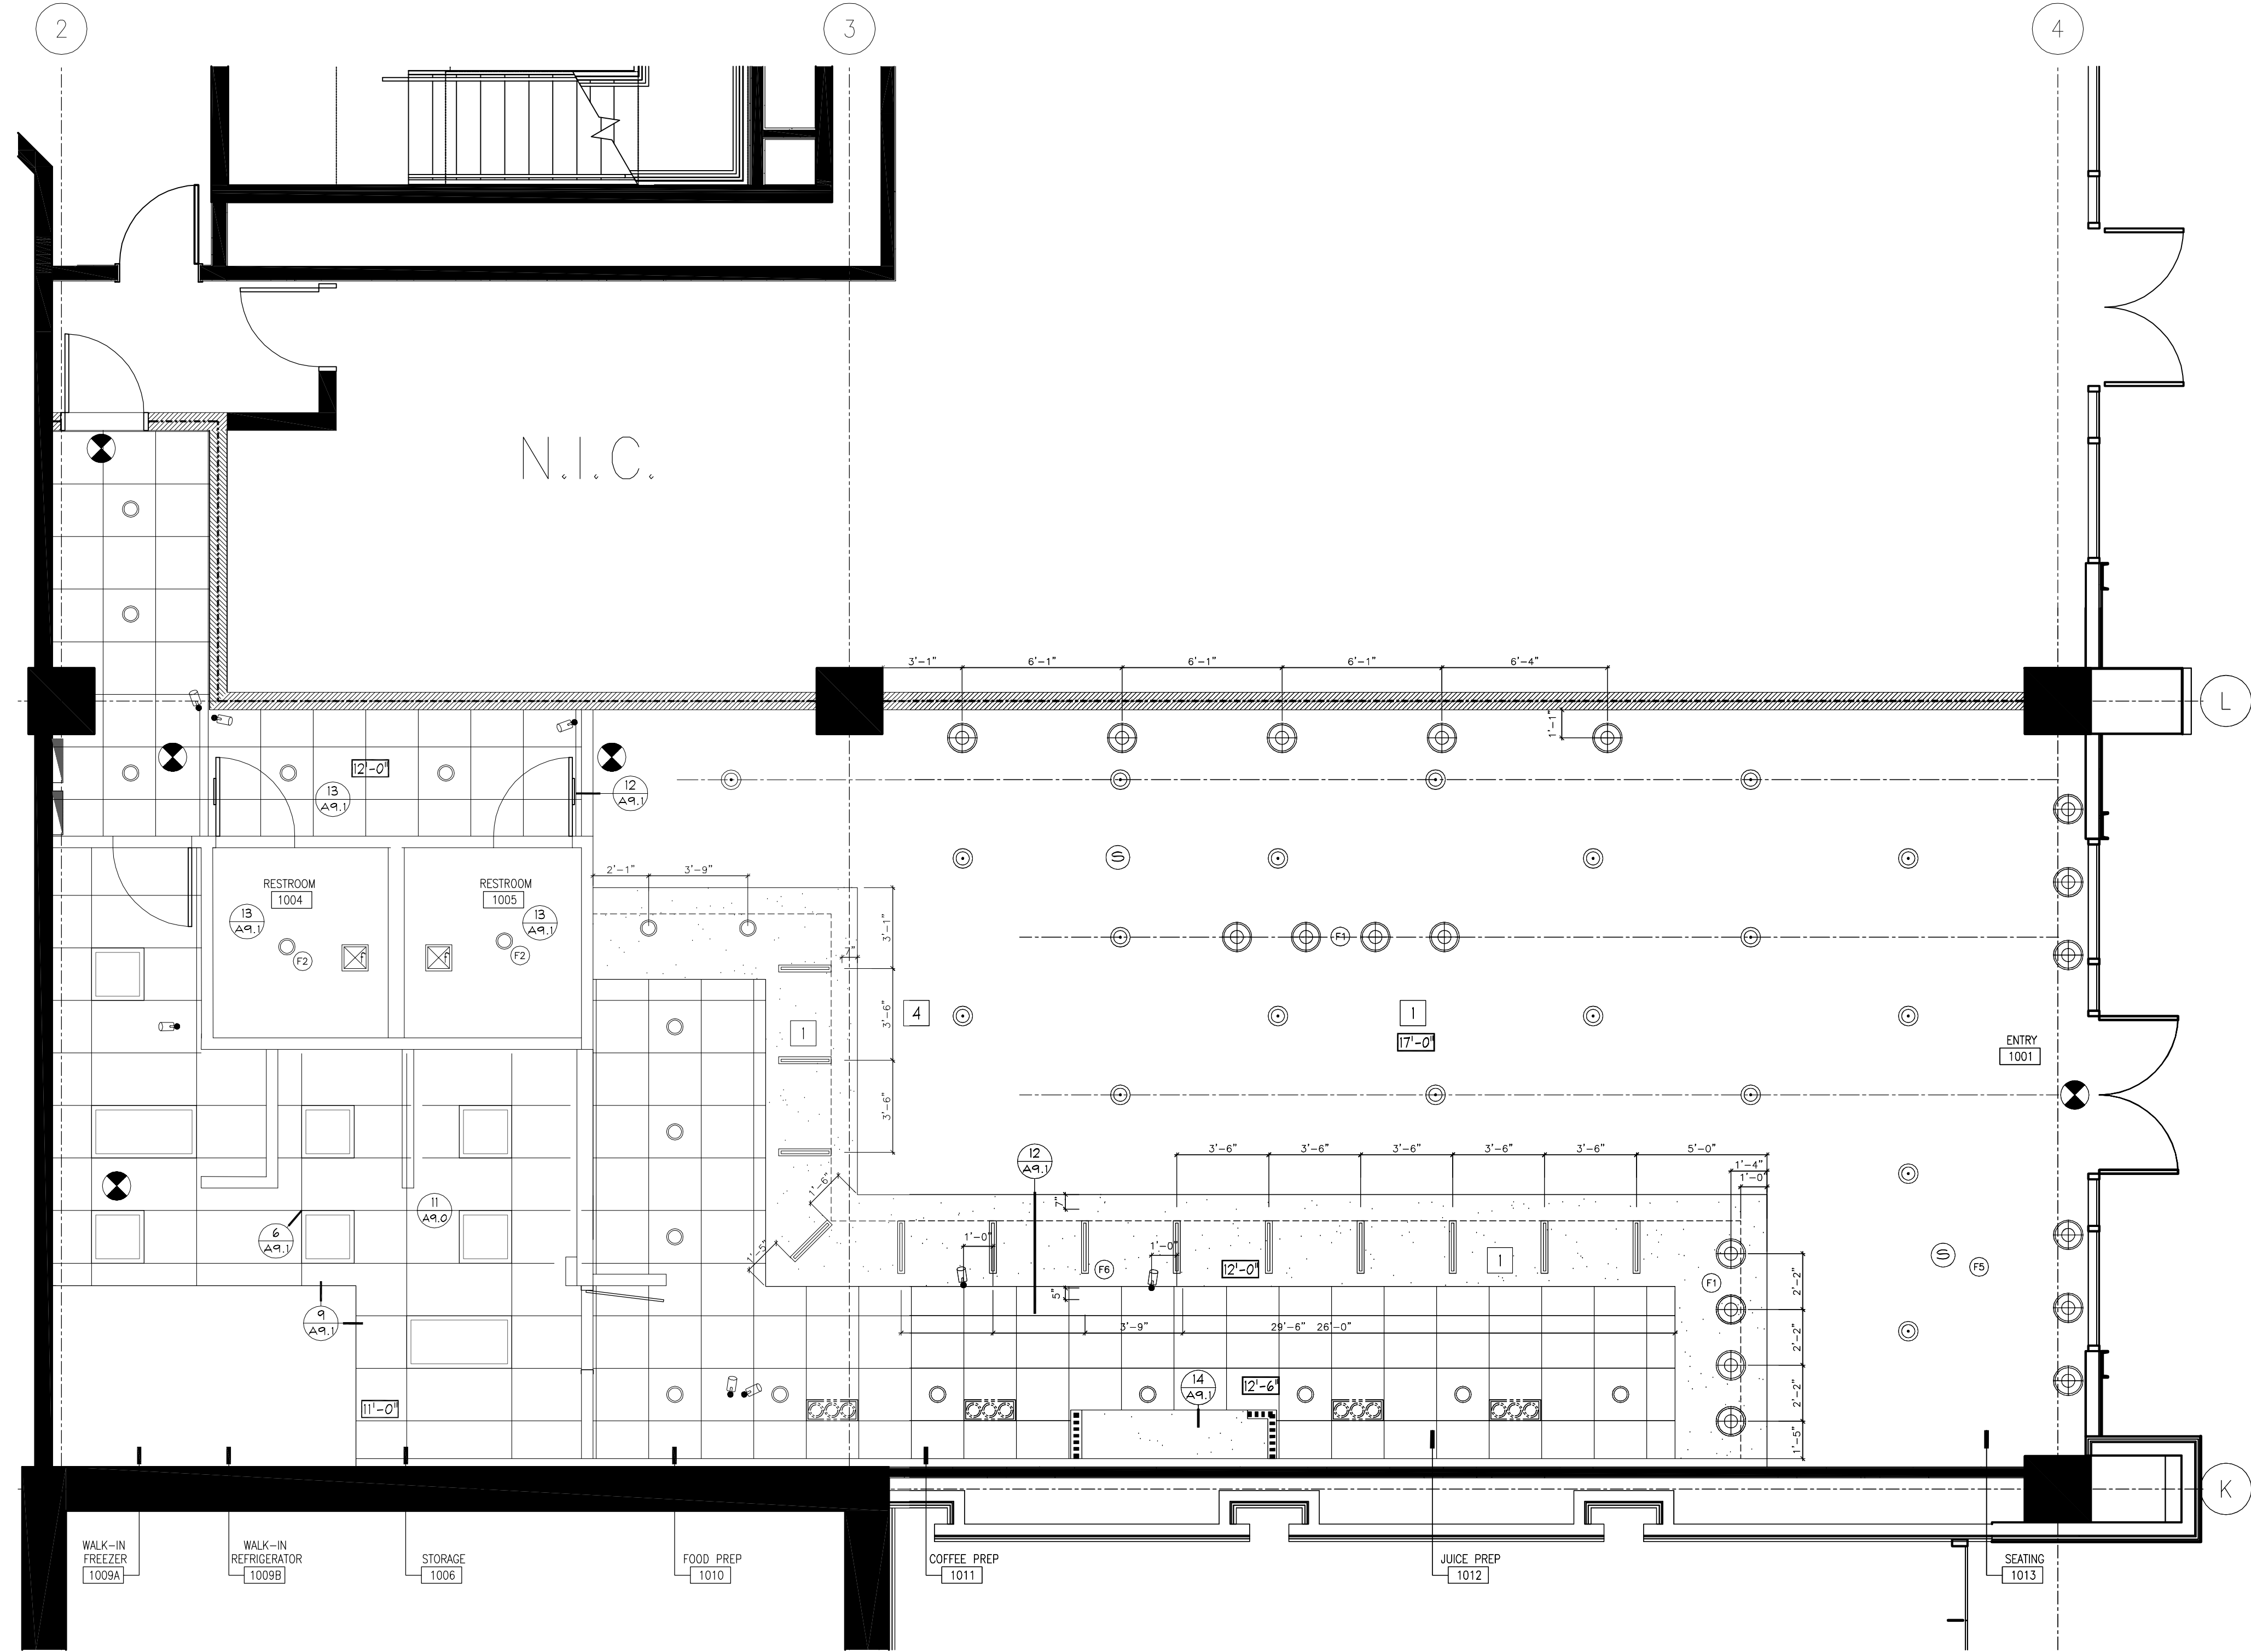 2
3
4
N.I.C.
3'-1"
6'-1"
6'-1"
6'-1"
6'-4"
L
1'-1"
12'-0"
13
A9.1
12
A9.1
S
RESTROOM
1004
RESTROOM
1005
2'-1"
3'-9"
13
A9.1
13
A9.1
F2
F2
F1
3'-1"
7"
3'-6"
3'-6"
1
4
1
17'-0"
ENTRY
1001
12
A9.1
3'-6"
3'-6"
3'-6"
3'-6"
3'-6"
5'-0"
1'-4"
1'-0"
1'-6"
7"
11
A9.0
6
A9.1
1'-5"
1'-0"
1'-0"
F6
12'-0"
1
F1
S
F5
5"
2'-2"
9
A9.1
3'-9"
29'-6"
26'-0"
2'-2"
14
A9.1
12'-6"
2'-2"
11'-0"
1'-5"
K
WALK-IN
FREEZER
1009A
WALK-IN
REFRIGERATOR
1009B
STORAGE
1006
FOOD PREP
1010
COFFEE PREP
1011
JUICE PREP
1012
SEATING
1013